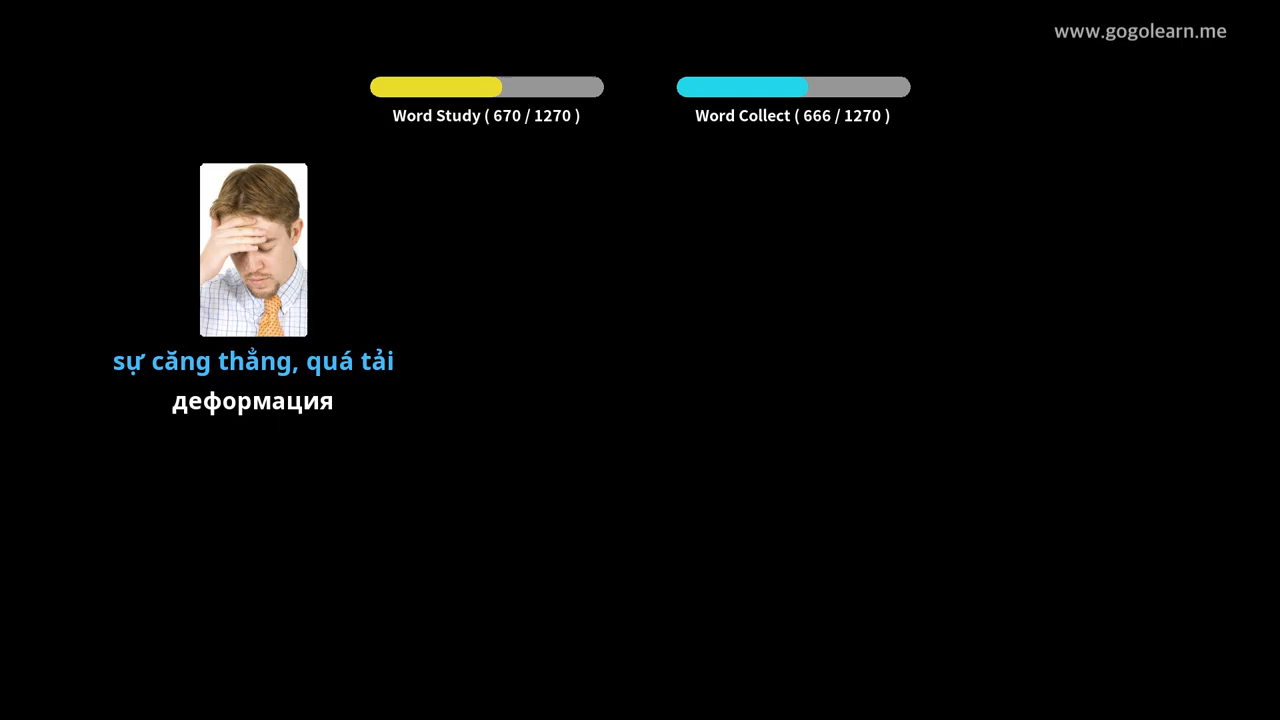 www.gogolearn.me
Word Study ( 670 / 1270 )
Word Collect ( 666 / 1270 )
sự căng thẳng, quá tải
деформация